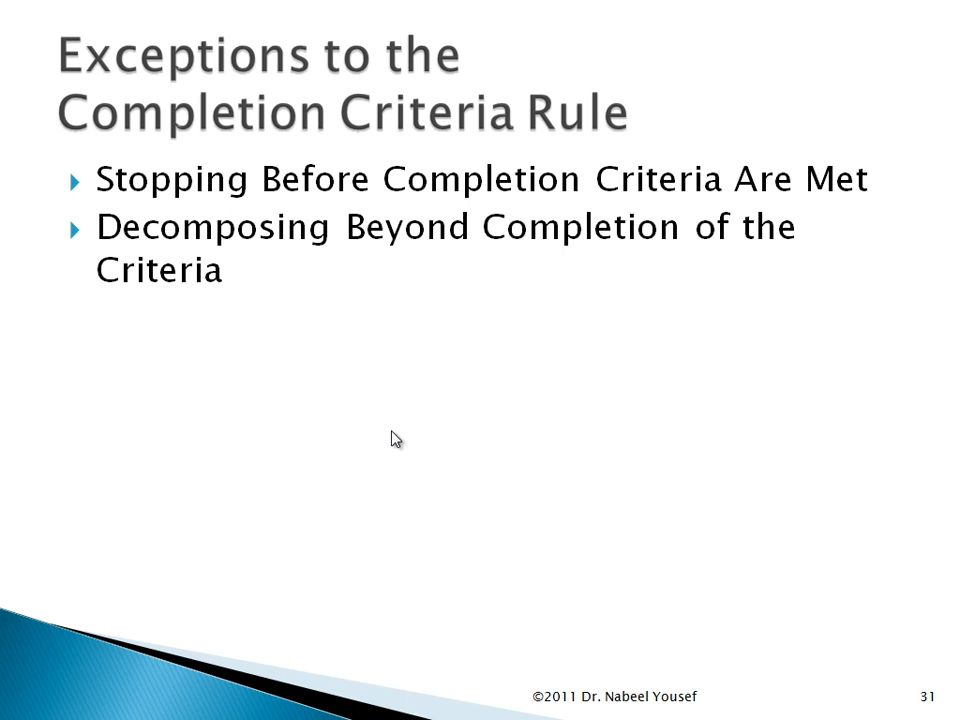 Exceptions to the
Completion Criteria Rule
Stopping Before Completion Criteria Are Met
Decomposing Beyond Completion of the
Criteria
©2011 Dr. Nabeel Yousef
31